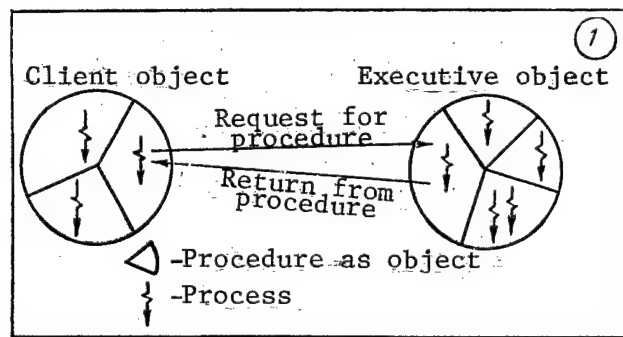 1
Client object
Executive object
Request for
procedure
Return from
procedure
-Procedure as object
-Process